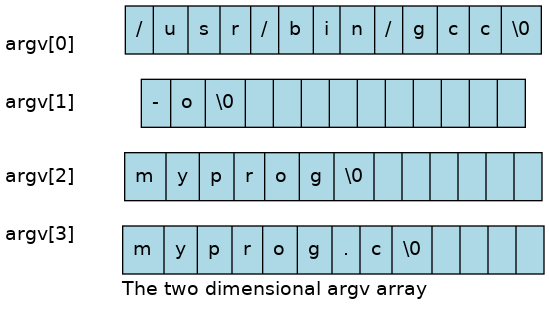 argv[0] / u s r / b i n / g c c \0
argv[1] - o \0
argv[2] m y p r o g \0
argv[3] m y p r o g . c \0
The two dimensional argv array